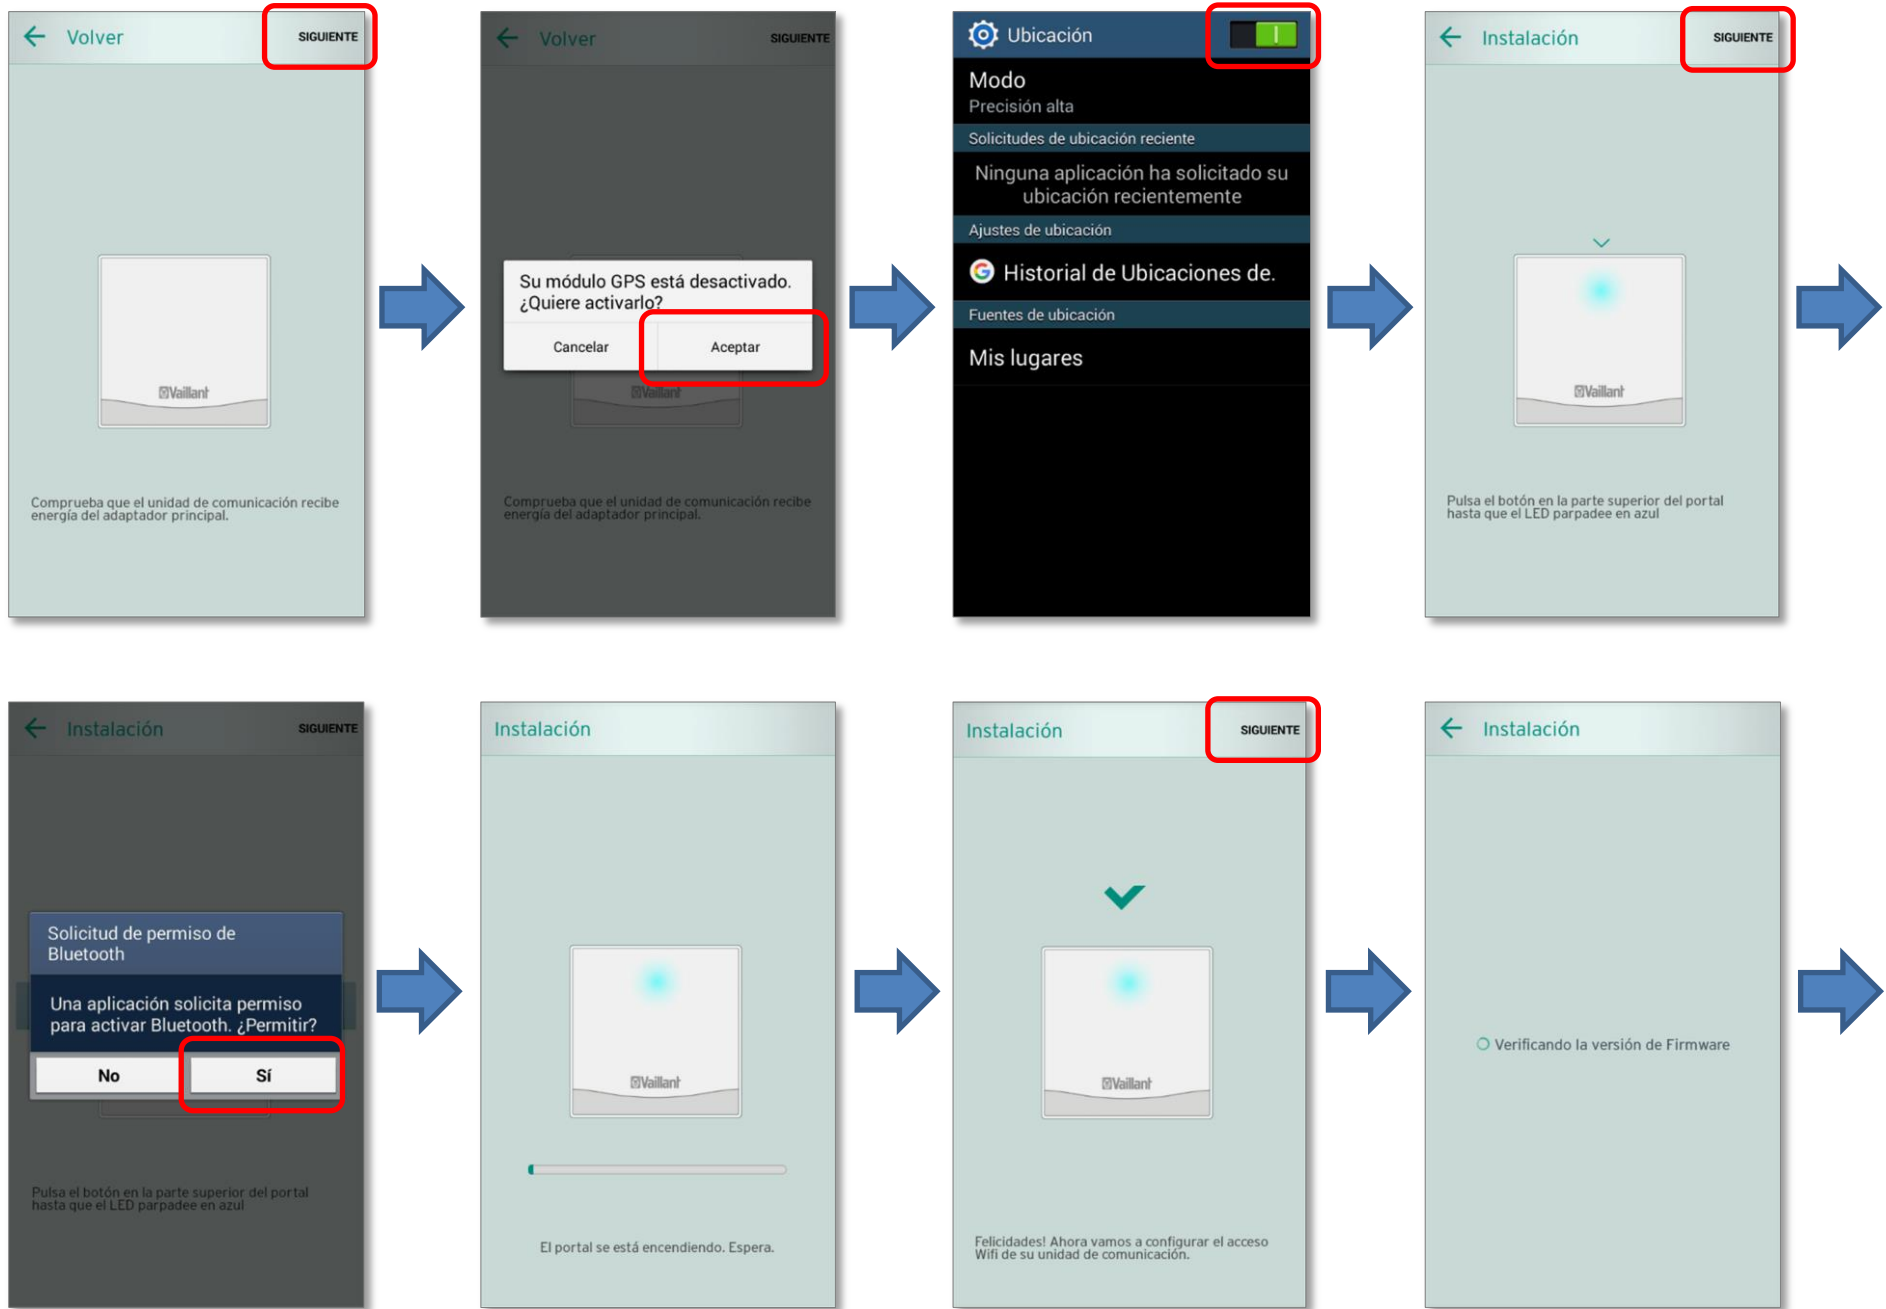 Volver
SIGUIENTE
Vaillant
Comprueba que el unidad de comunicación recibe
energía del adaptador principal.
Volver
SIGUIENTE
Su módulo GPS está desactivado.
¿Quiere activarlo?
Cancelar
Aceptar
Vaillant
Comprueba que el unidad de comunicación recibe
energía del adaptador principal.
Ubicación
Modo
Precisión alta
Solicitudes de ubicación reciente
Ninguna aplicación ha solicitado su
ubicación recientemente
Ajustes de ubicación
Historial de Ubicaciones de.
Fuentes de ubicación
Mis lugares
Instalación
SIGUIENTE
Vaillant
Pulsa el botón en la parte superior del portal
hasta que el LED parpadee en azul
Instalación
SIGUIENTE
Solicitud de permiso de
Bluetooth
Una aplicación solicita permiso
para activar Bluetooth. ¿Permitir?
No
Sí
Pulsa el botón en la parte superior del portal
hasta que el LED parpadee en azul
Instalación
Vaillant
El portal se está encendiendo. Espera.
Instalación
SIGUIENTE
Vaillant
Felicidades! Ahora vamos a configurar el acceso
Wifi de su unidad de comunicación.
Instalación
Verificando la versión de Firmware